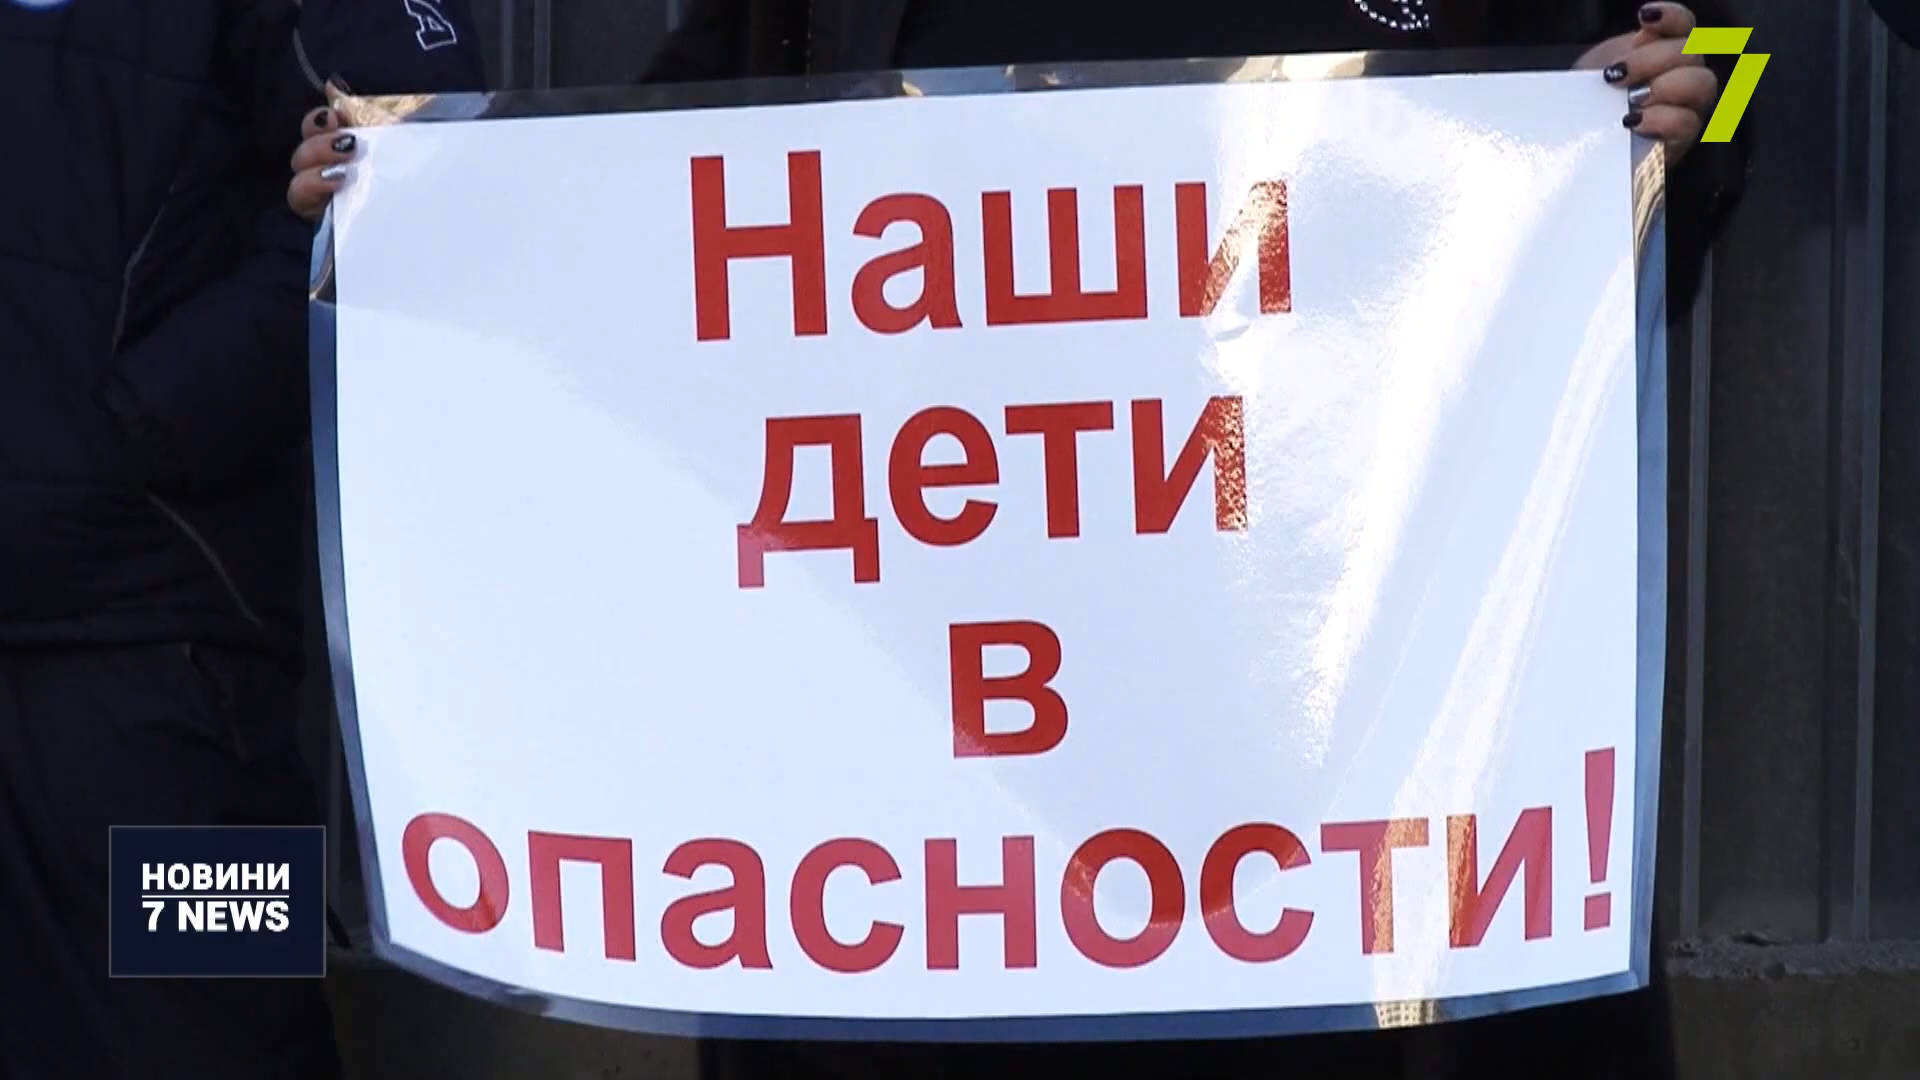 7
Наши
дети
в
опасности!
НОВИНИ
7 NEWS